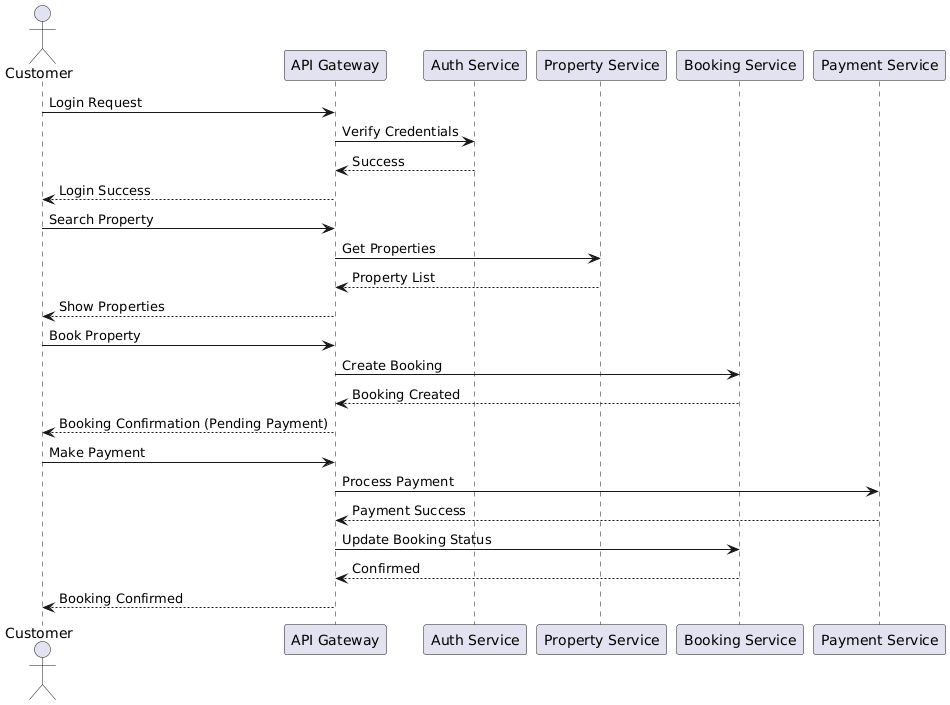 Customer
API Gateway
Auth Service
Property Service
Booking Service
Payment Service
Login Request
Verify Credentials
Success
Login Success
Search Property
Get Properties
Property List
Show Properties
Book Property
Create Booking
Booking Created
Booking Confirmation (Pending Payment)
Make Payment
Process Payment
Payment Success
Update Booking Status
Confirmed
Booking Confirmed
Customer
API Gateway
Auth Service
Property Service
Booking Service
Payment Service